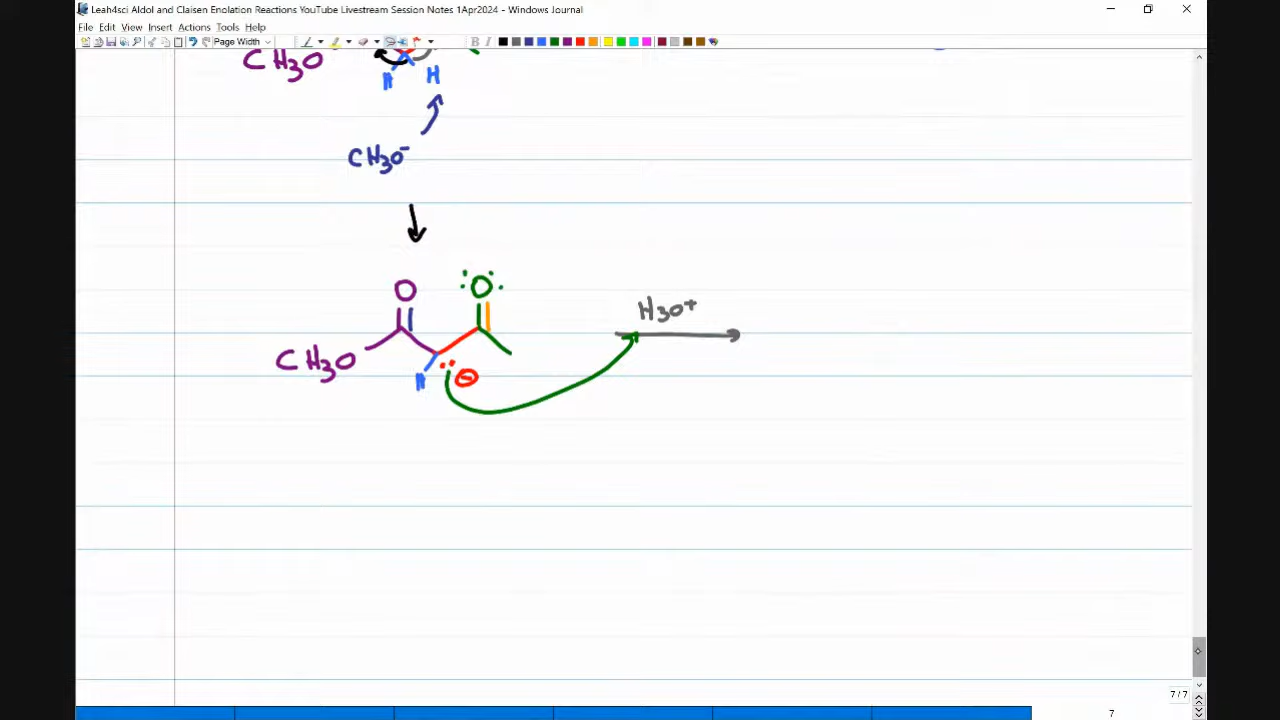 Leah4sci Aldol and Claisen Enolation Reactions YouTube Livestream Session Notes 1Apr2024 - Windows Journal
File Edit View Insert Actions Tools Help
Page Width B I
CH3O
H H
CH3O-
O O
H3O+
CH3O
H
7 / 7
7